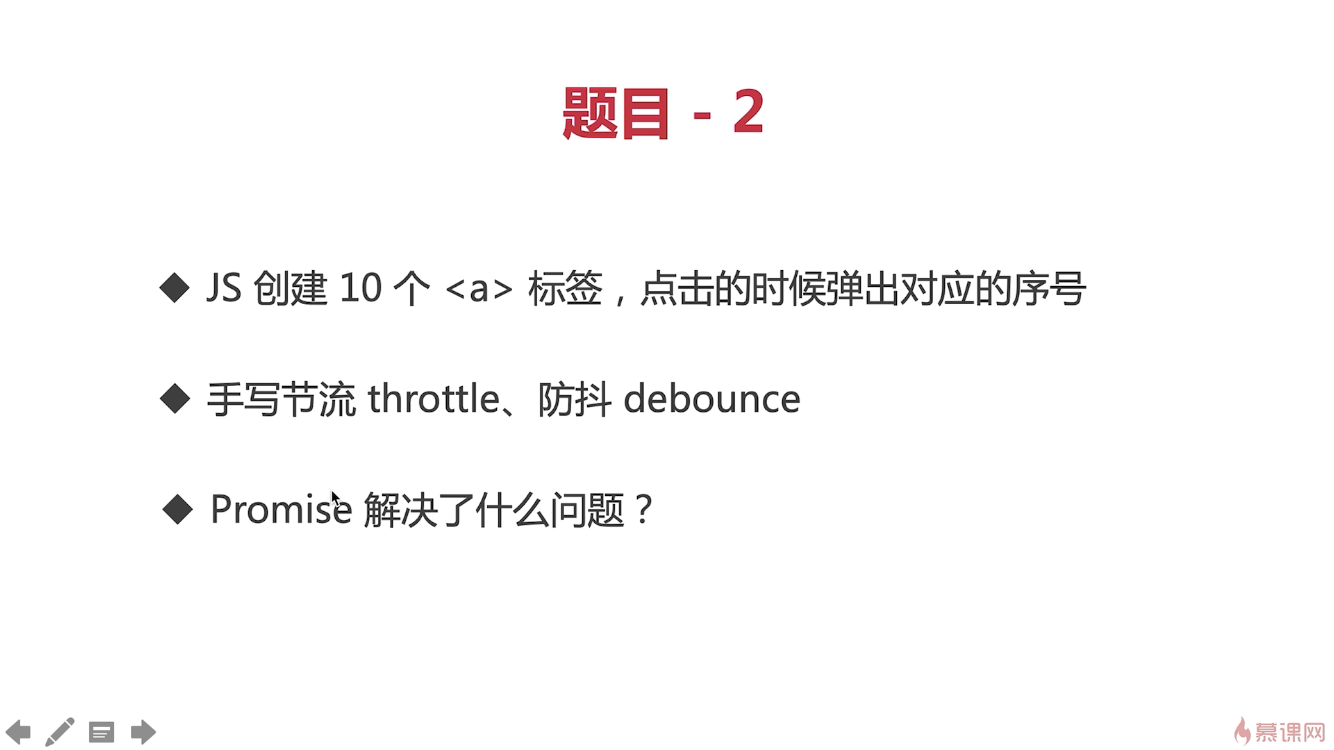 题目 - 2
◆ JS 创建 10 个 <a> 标签，点击的时候弹出对应的序号
◆ 手写节流 throttle、防抖 debounce
◆ Promise 解决了什么问题？
慕课网